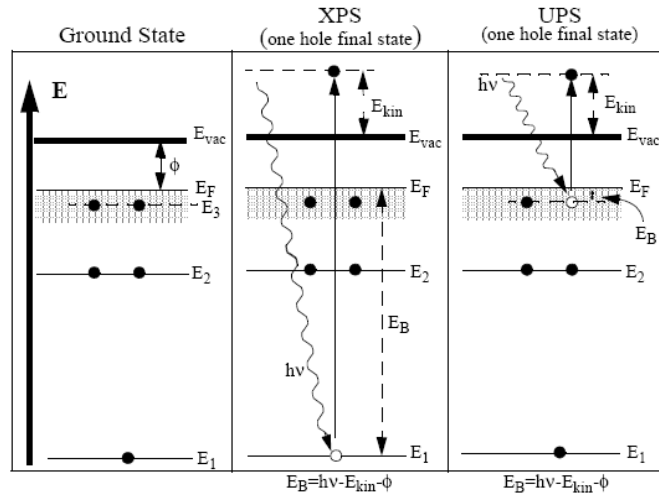 Ground State
E
E_vac
ϕ
E_F
E_3
E_2
E_1
XPS
(one hole final state)
E_kin
E_vac
E_F
E_2
E_B
hν
E_1
E_B=hν-E_kin-ϕ
UPS
(one hole final state)
hν
E_kin
E_vac
E_F
E_B
E_2
E_1
E_B=hν-E_kin-ϕ